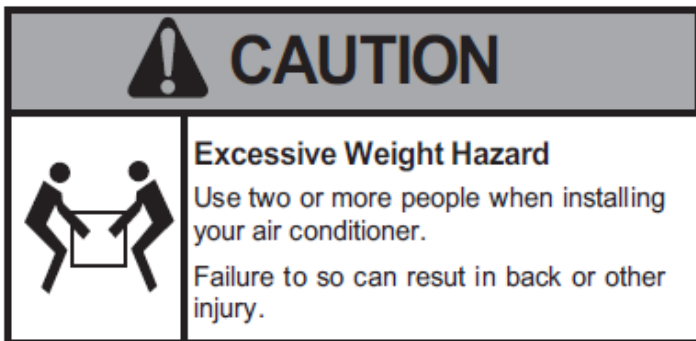 CAUTION
Excessive Weight Hazard
Use two or more people when installing
your air conditioner.
Failure to so can resut in back or other
injury.